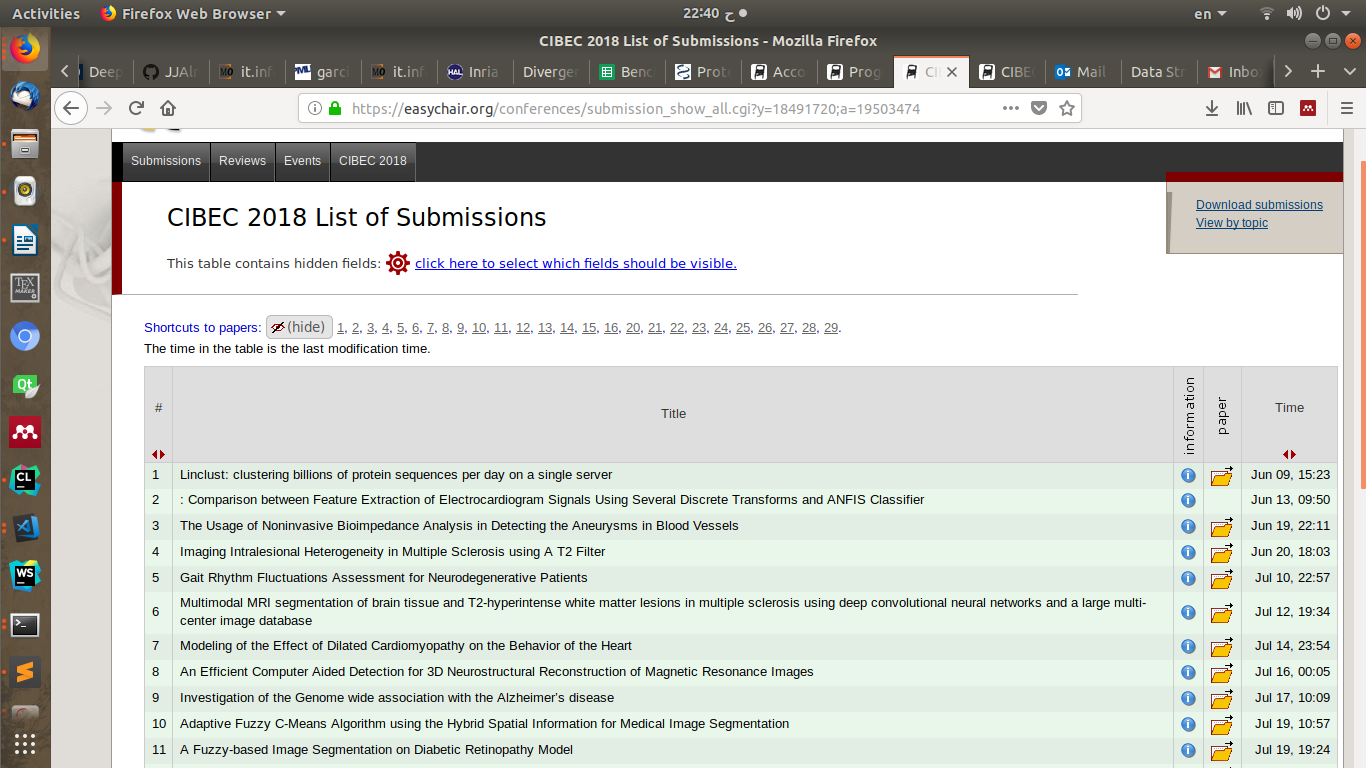 Activities Firefox Web Browser 22:40 ح en
CIBEC 2018 List of Submissions - Mozilla Firefox
Deep JJAlr it.inf garci it.inf Inria Diverger Benc Prote Acco Prog CI CIBEC Mail Data Str Inbo
https://easychair.org/conferences/submission_show_all.cgi?y=18491720;a=19503474
Submissions Reviews Events CIBEC 2018
Download submissions
View by topic
CIBEC 2018 List of Submissions
This table contains hidden fields: click here to select which fields should be visible.
Shortcuts to papers: (hide) 1, 2, 3, 4, 5, 6, 7, 8, 9, 10, 11, 12, 13, 14, 15, 16, 20, 21, 22, 23, 24, 25, 26, 27, 28, 29.
The time in the table is the last modification time.
# Title information paper Time
1 Linclust: clustering billions of protein sequences per day on a single server Jun 09, 15:23
2 : Comparison between Feature Extraction of Electrocardiogram Signals Using Several Discrete Transforms and ANFIS Classifier Jun 13, 09:50
3 The Usage of Noninvasive Bioimpedance Analysis in Detecting the Aneurysms in Blood Vessels Jun 19, 22:11
4 Imaging Intralesional Heterogeneity in Multiple Sclerosis using A T2 Filter Jun 20, 18:03
5 Gait Rhythm Fluctuations Assessment for Neurodegenerative Patients Jul 10, 22:57
6 Multimodal MRI segmentation of brain tissue and T2-hyperintense white matter lesions in multiple sclerosis using deep convolutional neural networks and a large multi-
center image database Jul 12, 19:34
7 Modeling of the Effect of Dilated Cardiomyopathy on the Behavior of the Heart Jul 14, 23:54
8 An Efficient Computer Aided Detection for 3D Neurostructural Reconstruction of Magnetic Resonance Images Jul 16, 00:05
9 Investigation of the Genome wide association with the Alzheimer's disease Jul 17, 10:09
10 Adaptive Fuzzy C-Means Algorithm using the Hybrid Spatial Information for Medical Image Segmentation Jul 19, 10:57
11 A Fuzzy-based Image Segmentation on Diabetic Retinopathy Model Jul 19, 19:24